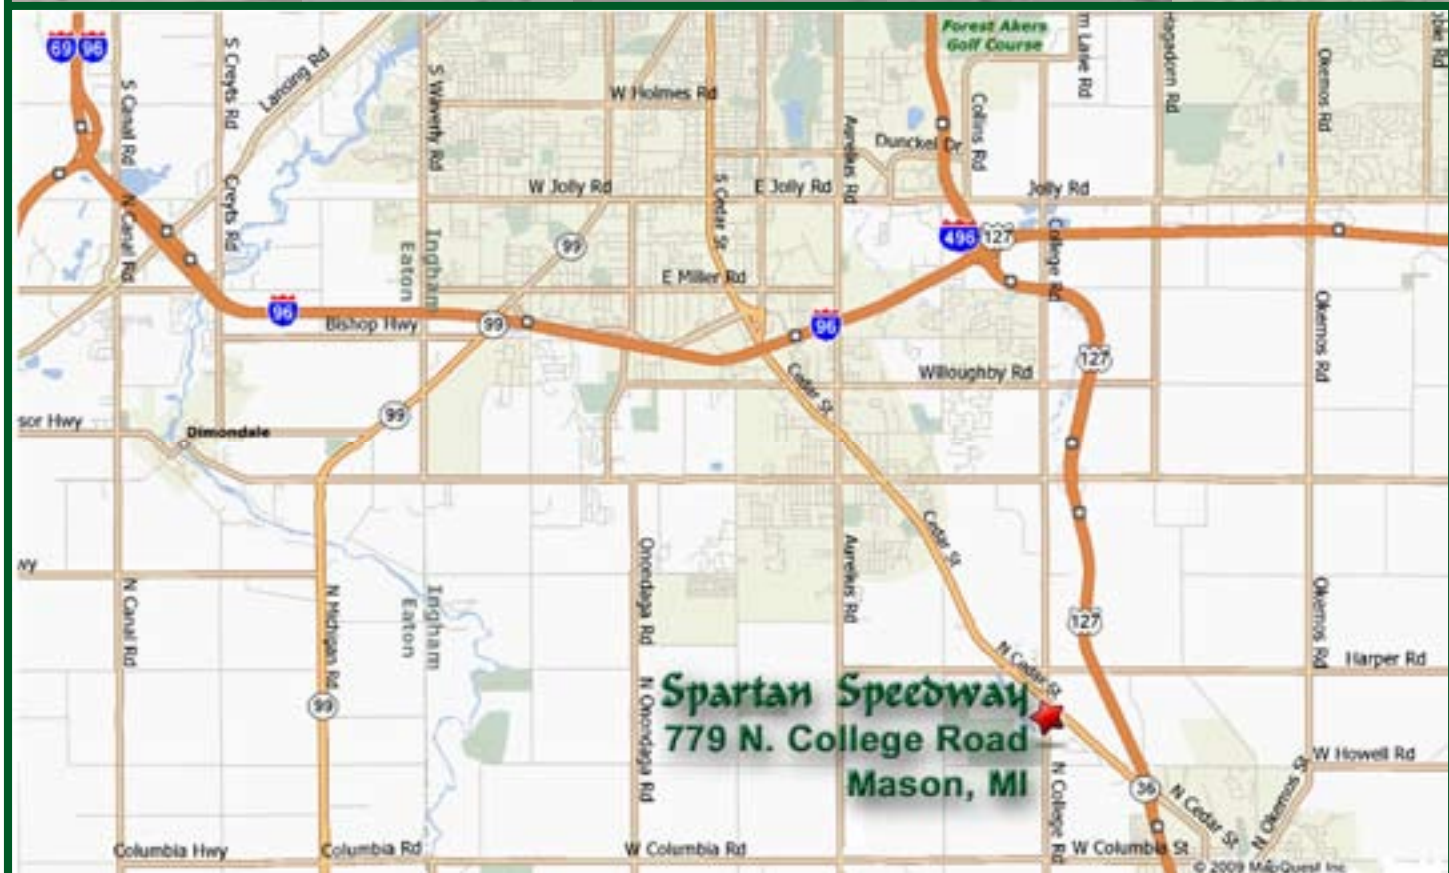 69 96
S Canal Rd
S Creyts Rd
Lansing Rd
S Waverly Rd
W Holmes Rd
Forest Akers
Golf Course
m Lane Rd
Hagadorn Rd
Okemos Rd
Collins Rd
Dunckel Dr
Aurelius Rd
W Jolly Rd
E Jolly Rd
Jolly Rd
S Cedar St
N Canal Rd
Creyts Rd
99
Eaton
Ingham
496 127
College Rd
E Miller Rd
96
Bishop Hwy
99
96
127
Okemos Rd
Willoughby Rd
Cedar St
99
sor Hwy
Dimondale
Cedar St
Onondaga Rd
Aurelius Rd
N Canal Rd
N Michigan Rd
Eaton
Ingham
127
Okemos Rd
N Cedar St
Harper Rd
Spartan Speedway
779 N. College Road
Mason, MI
99
N Onondaga Rd
W Howell Rd
N College Rd
36
N Cedar St
N Okemos St
Columbia Hwy
Columbia Rd
W Columbia Rd
W Columbia St
© 2009 MapQuest Inc